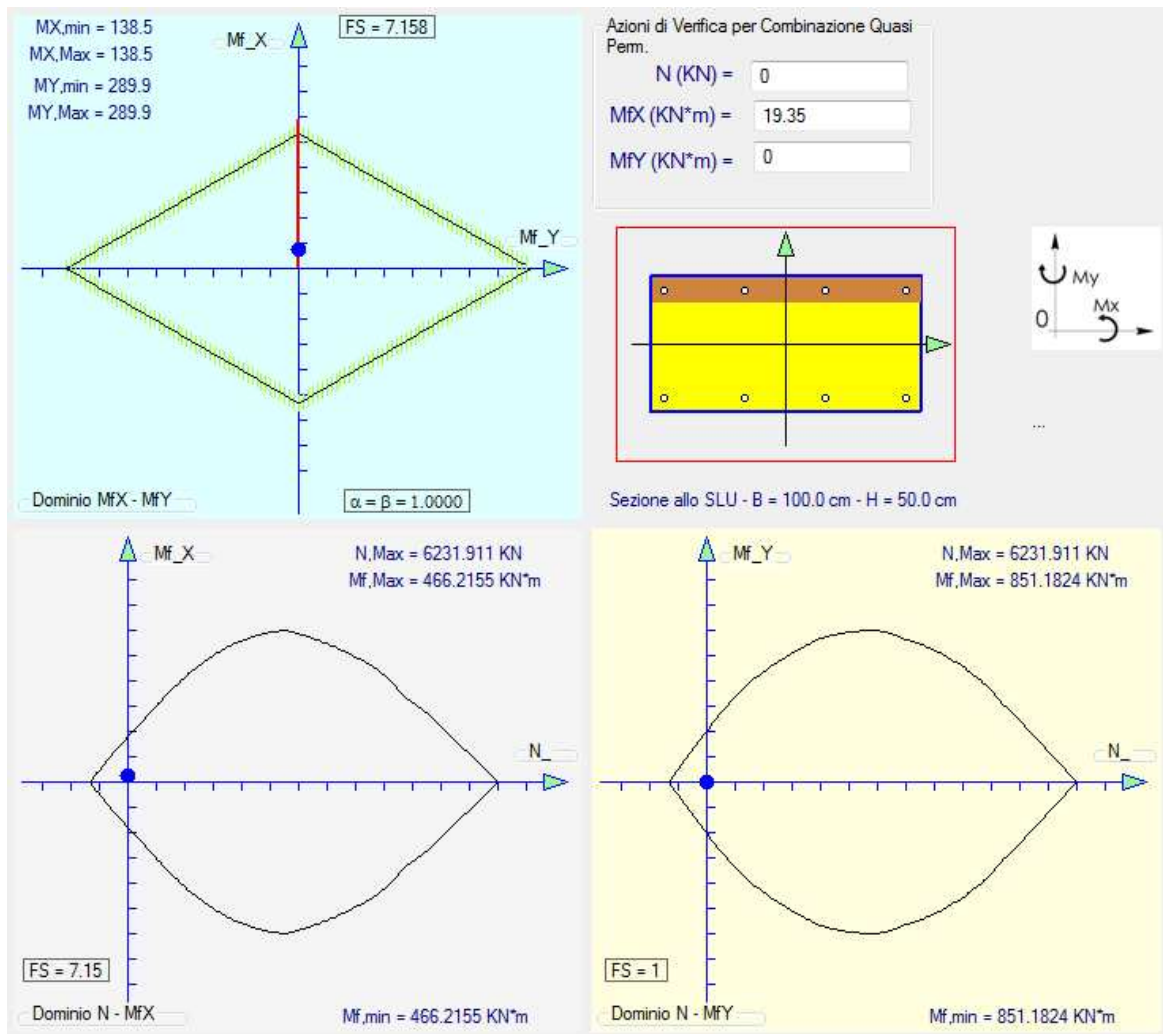 MX,min = 138.5
MX,Max = 138.5
MY,min = 289.9
MY,Max = 289.9
Mf_X
FS = 7.158
Mf_Y
Dominio MfX - MfY
α = β = 1.0000
Azioni di Verifica per Combinazione Quasi
Perm.
N (KN) = 0
MfX (KN*m) = 19.35
MfY (KN*m) = 0
My
Mx
0
...
Sezione allo SLU - B = 100.0 cm - H = 50.0 cm
Mf_X
N,Max = 6231.911 KN
Mf,Max = 466.2155 KN*m
N_
FS = 7.15
Dominio N - MfX
Mf,min = 466.2155 KN*m
Mf_Y
N,Max = 6231.911 KN
Mf,Max = 851.1824 KN*m
N_
FS = 1
Dominio N - MfY
Mf,min = 851.1824 KN*m